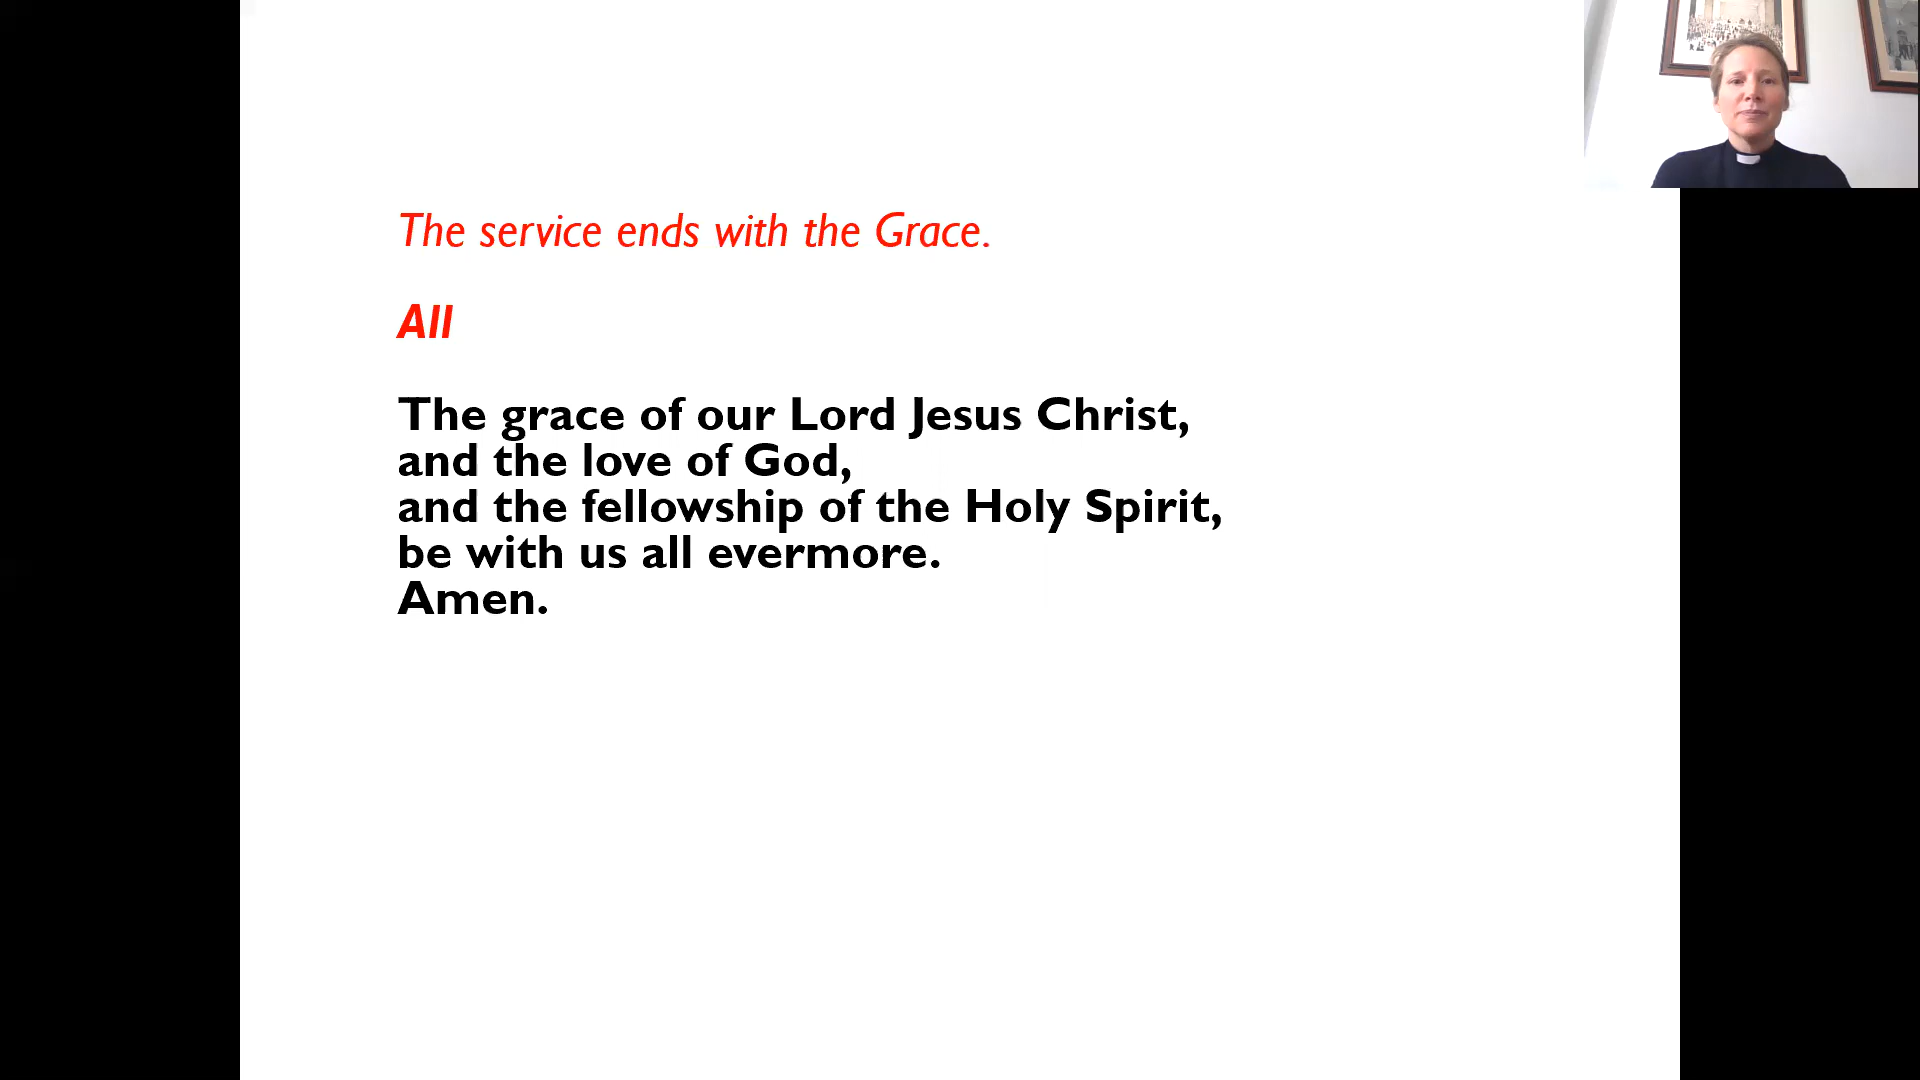 The service ends with the Grace.
All
The grace of our Lord Jesus Christ,
and the love of God,
and the fellowship of the Holy Spirit,
be with us all evermore.
Amen.